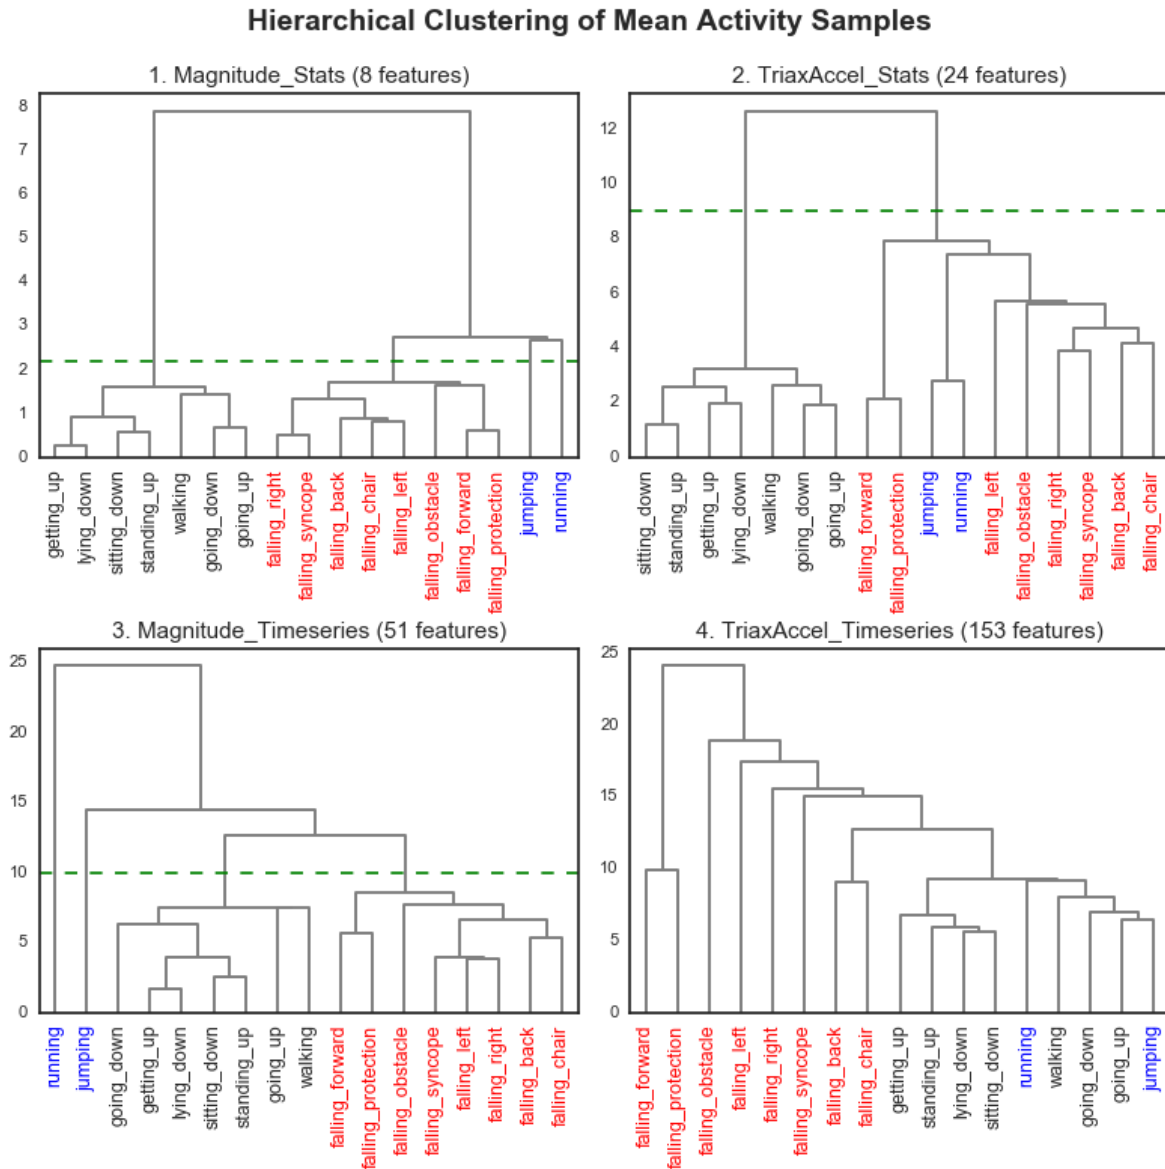 Hierarchical Clustering of Mean Activity Samples
1. Magnitude_Stats (8 features)
8
7
6
5
4
3
2
1
0
getting_up
lying_down
sitting_down
standing_up
walking
going_down
going_up
falling_right
falling_syncope
falling_back
falling_chair
falling_left
falling_obstacle
falling_forward
falling_protection
jumping
running
2. TriaxAccel_Stats (24 features)
12
10
8
6
4
2
0
sitting_down
standing_up
getting_up
lying_down
walking
going_down
going_up
falling_forward
falling_protection
jumping
running
falling_left
falling_obstacle
falling_right
falling_syncope
falling_back
falling_chair
3. Magnitude_Timeseries (51 features)
25
20
15
10
5
0
running
jumping
going_down
getting_up
lying_down
sitting_down
standing_up
going_up
walking
falling_forward
falling_protection
falling_obstacle
falling_syncope
falling_left
falling_right
falling_back
falling_chair
4. TriaxAccel_Timeseries (153 features)
25
20
15
10
5
0
falling_forward
falling_protection
falling_obstacle
falling_left
falling_right
falling_syncope
falling_back
falling_chair
getting_up
standing_up
lying_down
sitting_down
running
walking
going_down
going_up
jumping